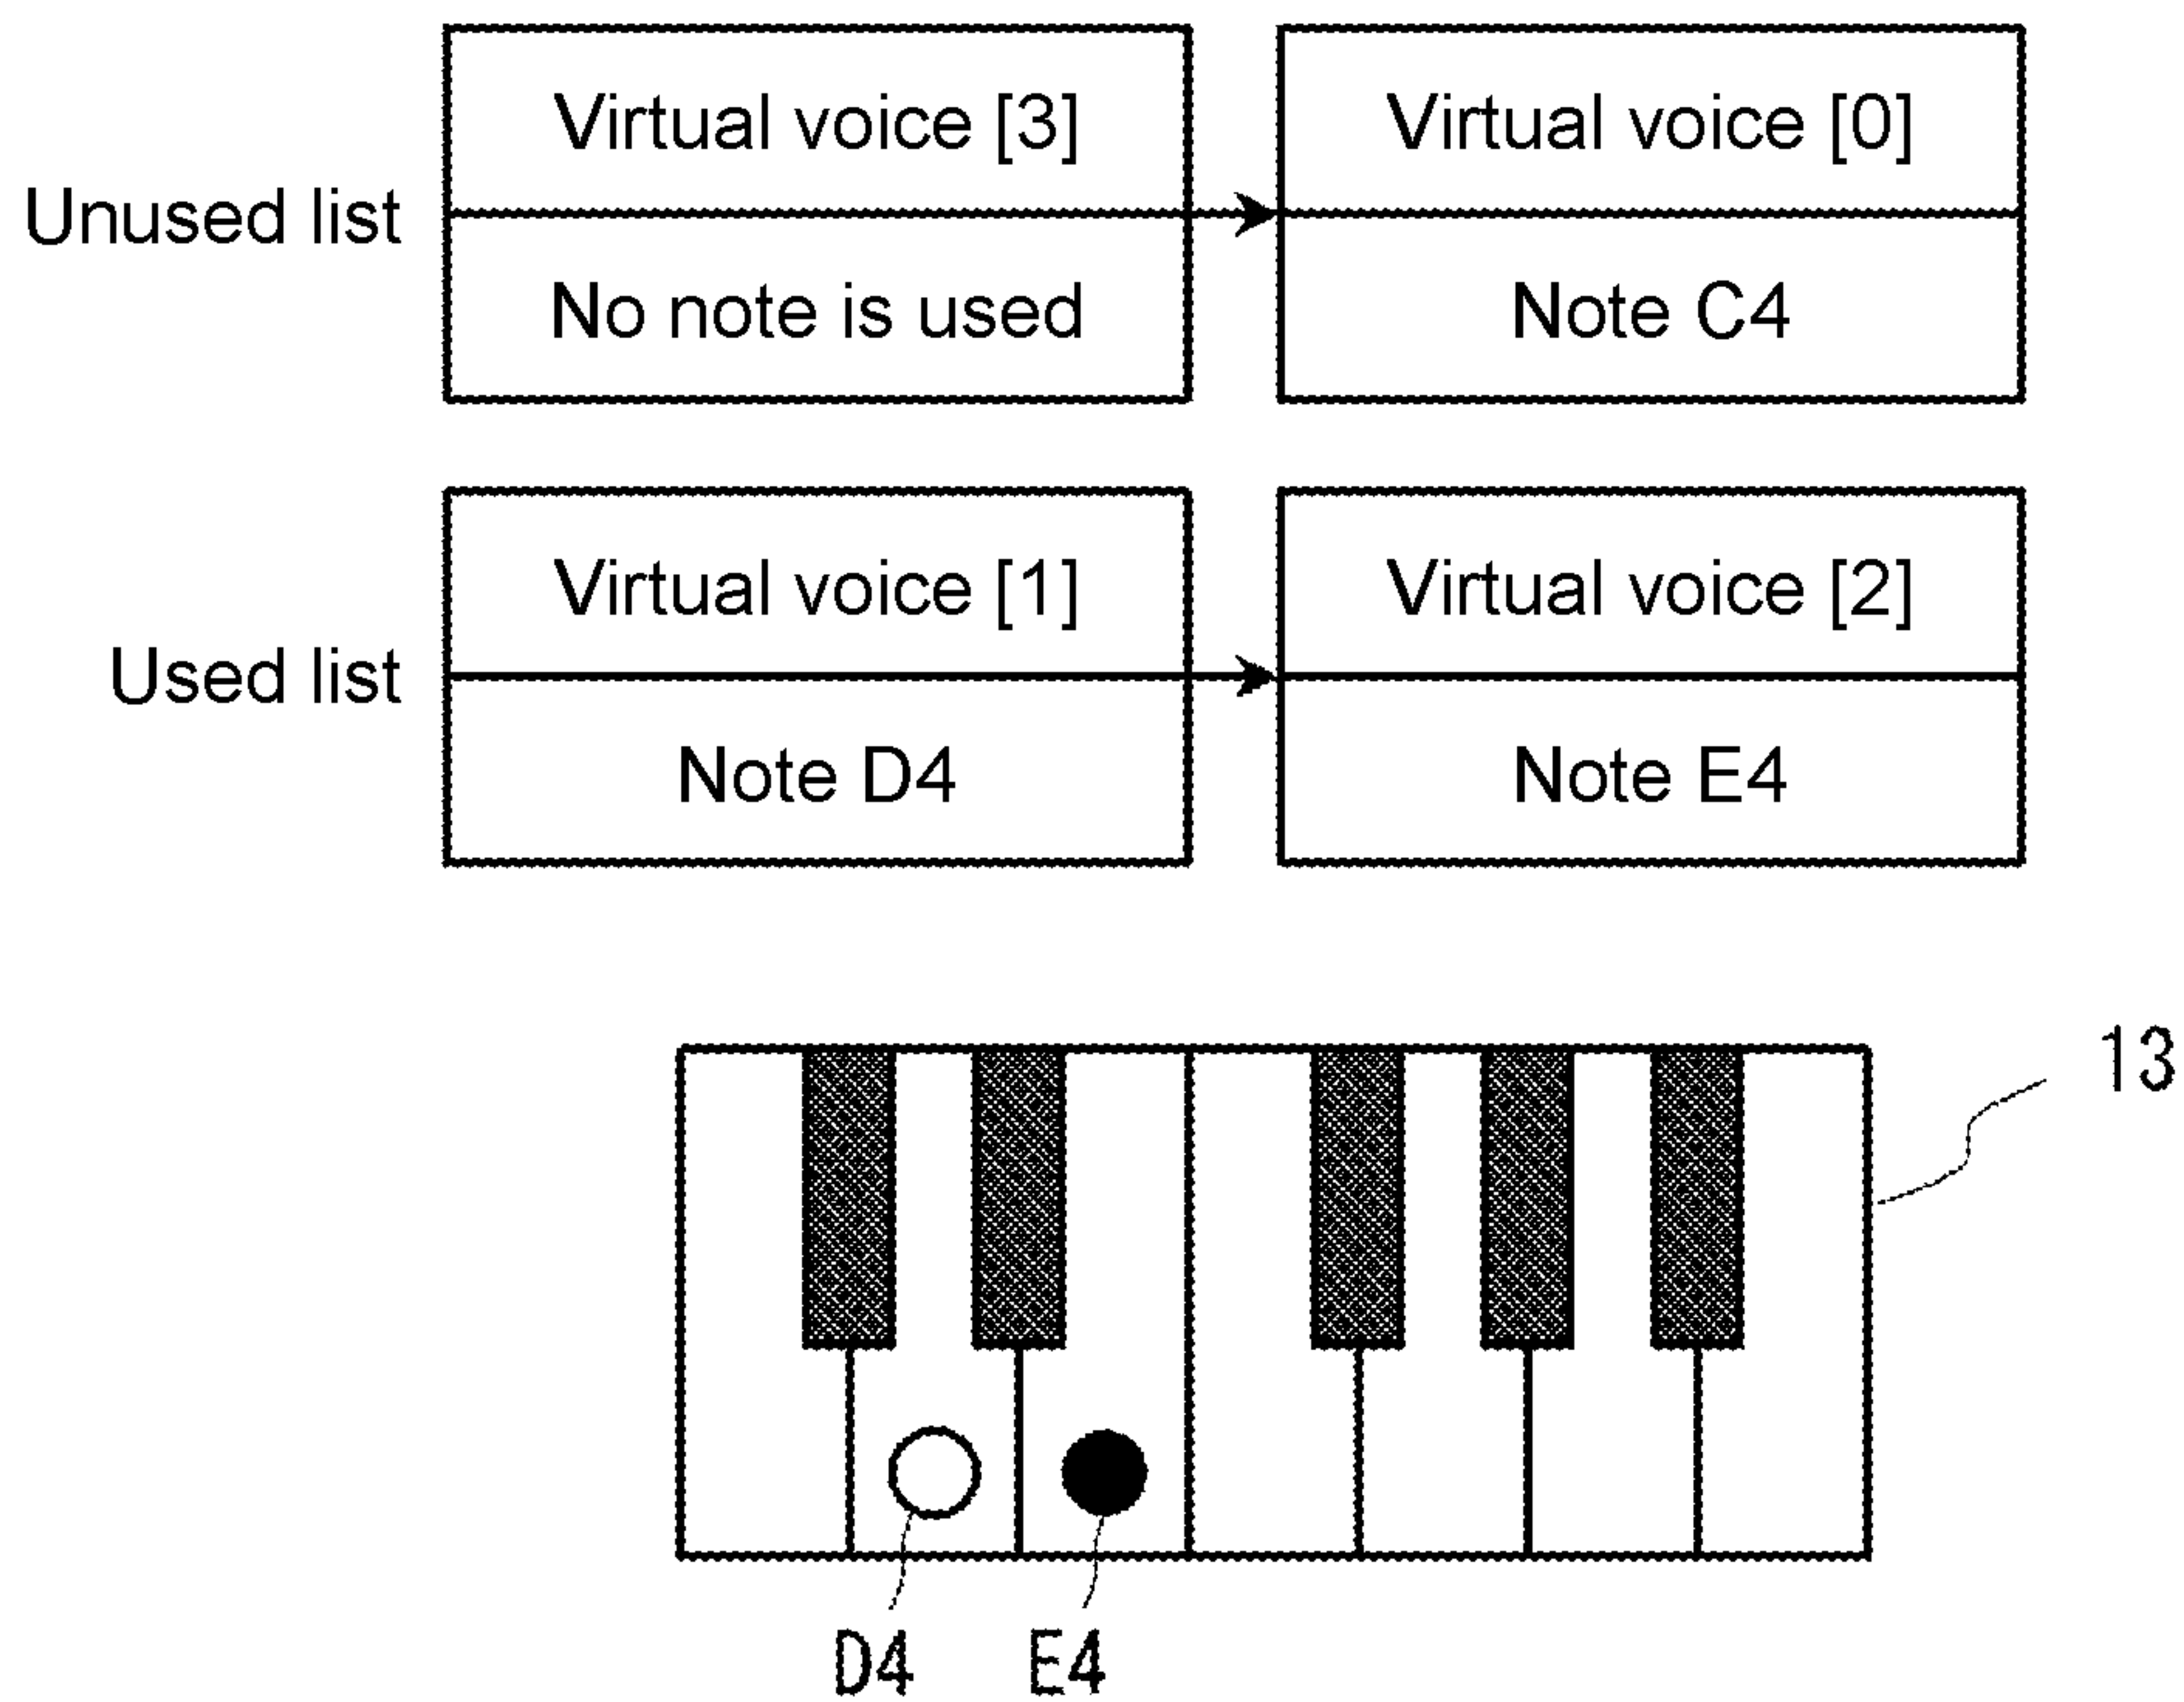 Virtual voice [3]
Virtual voice [0]
Unused list
No note is used
Note C4
Virtual voice [1]
Virtual voice [2]
Used list
Note D4
Note E4
13
D4
E4